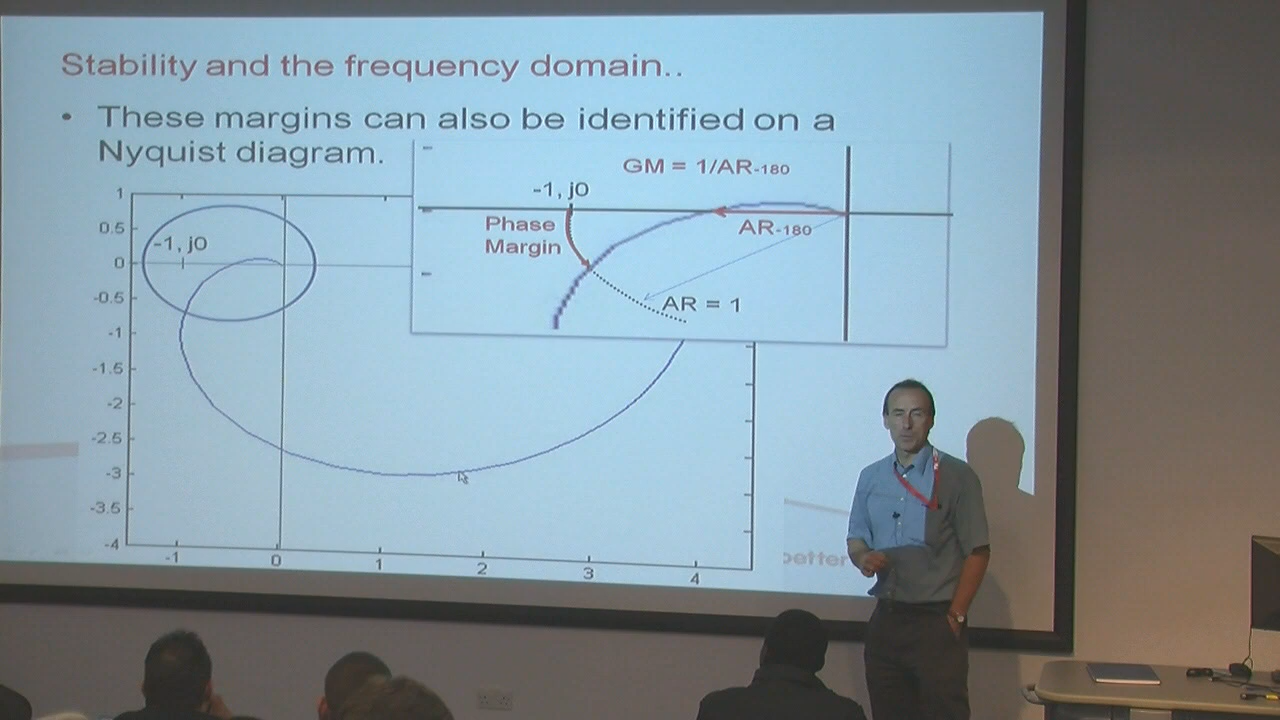 Stability and the frequency domain..
• These margins can also be identified on a
Nyquist diagram.
GM = 1/AR-180
-1, j0
Phase
Margin
AR-180
AR = 1
-1, j0
1
0.5
0
-0.5
-1
-1.5
-2
-2.5
-3
-3.5
-4
-1
0
1
2
3
4
better